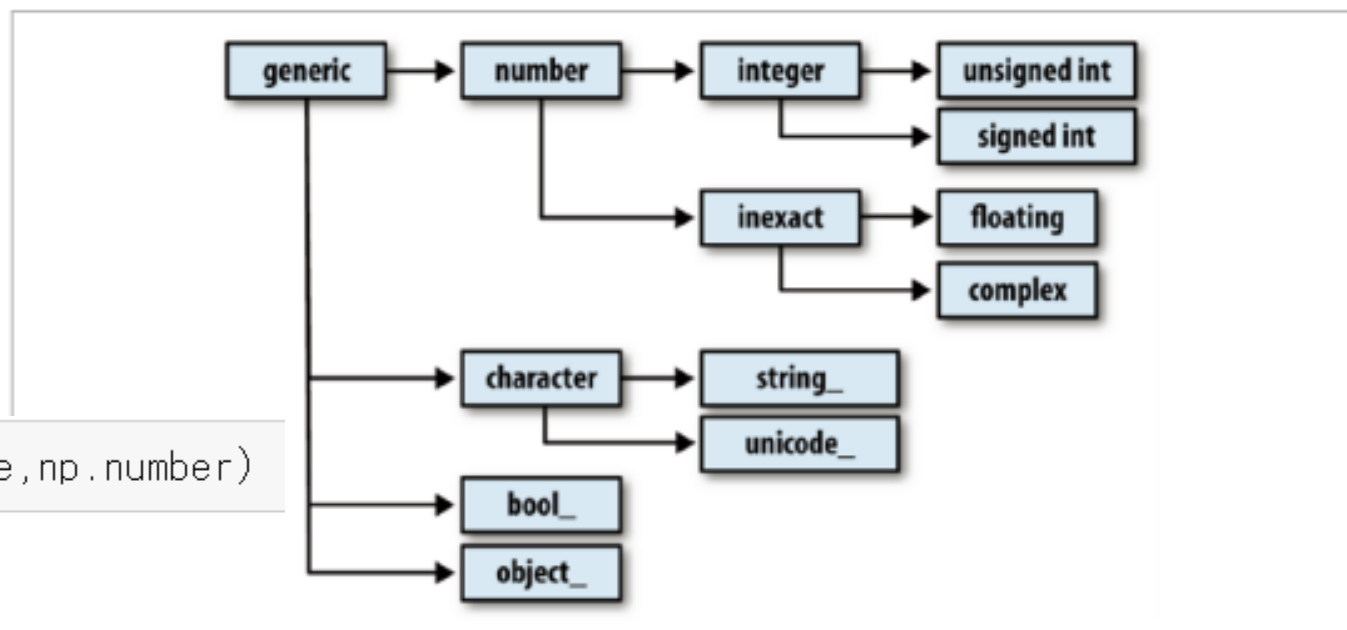 generic number integer unsigned int
signed int
inexact floating
complex
character string_
unicode_
e,np.number)
bool_
object_